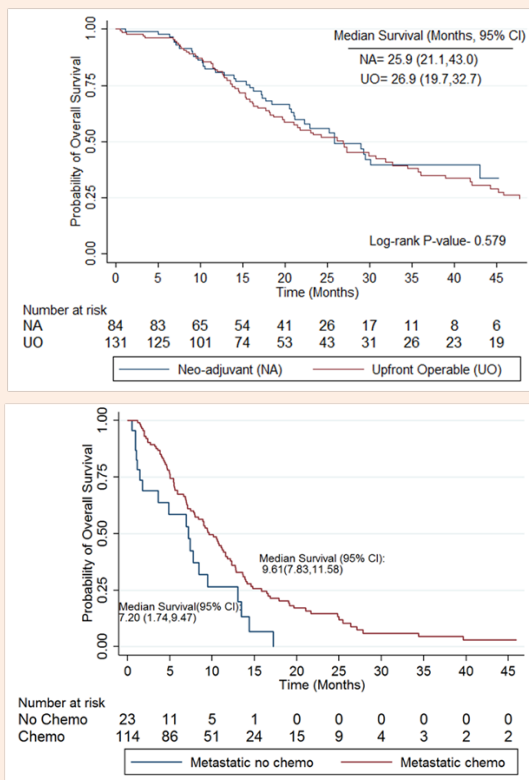 Median Survival (Months, 95% CI)
NA= 25.9 (21.1,43.0)
UO= 26.9 (19.7,32.7)
Probability of Overall Survival
1.00
0.75
0.50
0.25
0.00
Log-rank P-value- 0.579
0 5 10 15 20 25 30 35 40 45
Time (Months)
Number at risk
NA 84 83 65 54 41 26 17 11 8 6
UO 131 125 101 74 53 43 31 26 23 19
Neo-adjuvant (NA) Upfront Operable (UO)
Probability of Overall Survival
1.00
0.75
0.50
0.25
0.00
Median Survival (95% CI):
9.61(7.83,11.58)
Median Survival(95% CI):
7.20 (1.74,9.47)
0 5 10 15 20 25 30 35 40 45
Time (Months)
Number at risk
No Chemo 23 11 5 1 0 0 0 0 0 0
Chemo 114 86 51 24 15 9 4 3 2 2
Metastatic no chemo Metastatic chemo